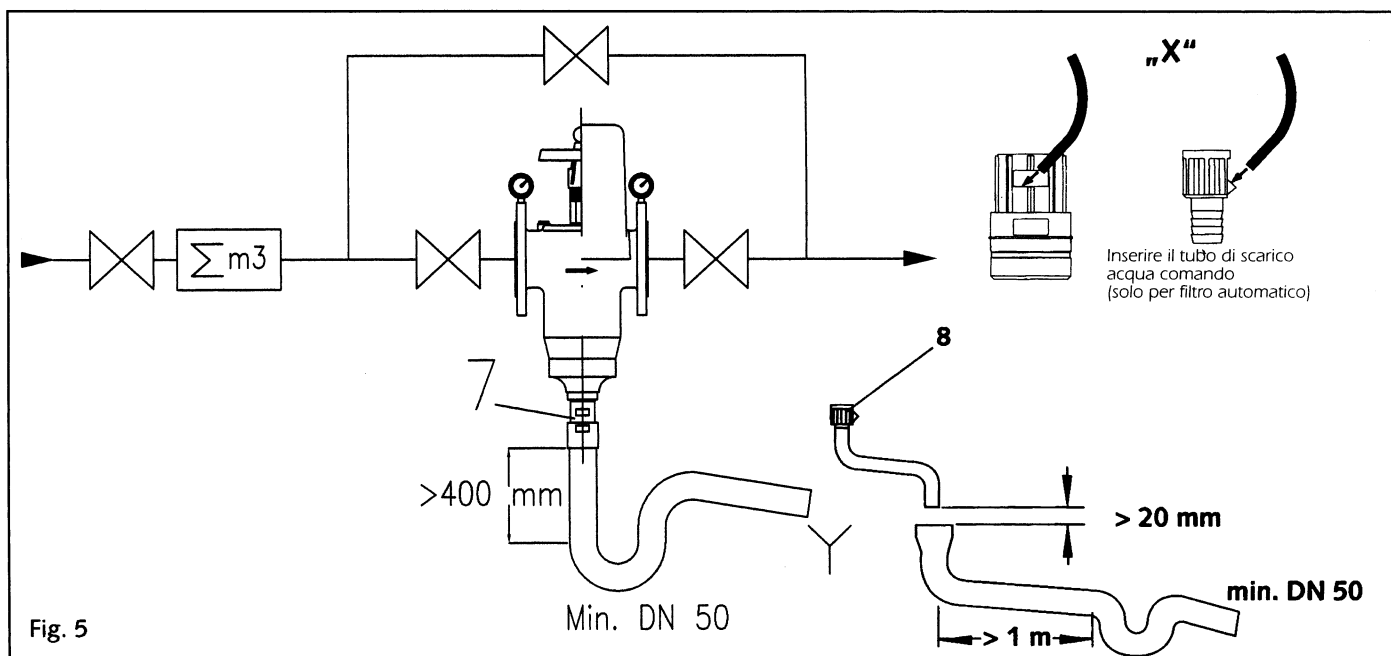 „X“
Σ m3
Inserire il tubo di scarico
acqua comando
(solo per filtro automatico)
8
7
>400 mm
> 20 mm
Min. DN 50
min. DN 50
> 1 m
Fig. 5